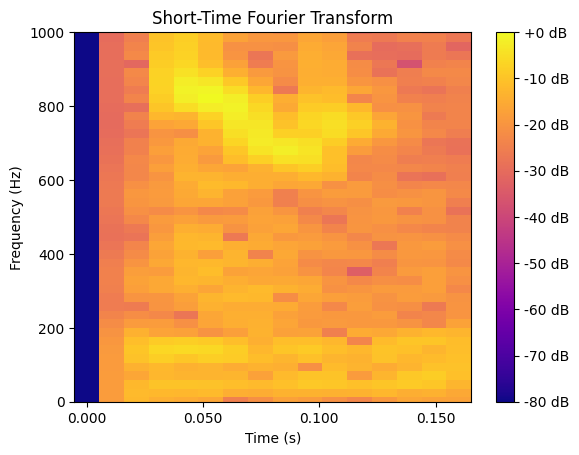 Short-Time Fourier Transform
1000
800
600
400
200
0
Frequency (Hz)
0.000
0.050
0.100
0.150
Time (s)
+0 dB
-10 dB
-20 dB
-30 dB
-40 dB
-50 dB
-60 dB
-70 dB
-80 dB